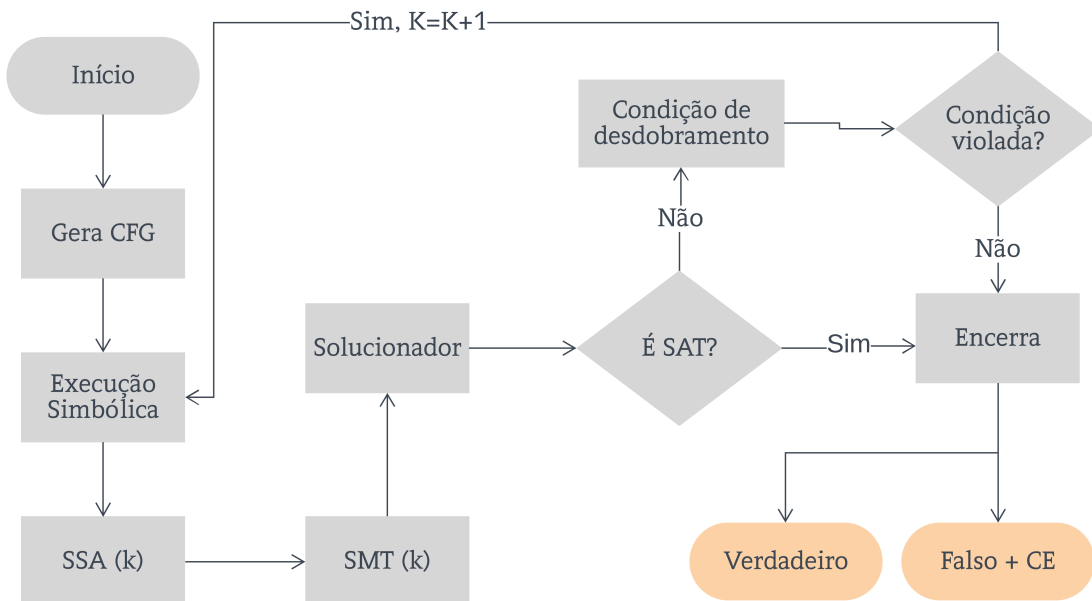 Sim, K=K+1
Início
Condição de
desdobramento
Condição
violada?
Gera CFG
Não
Não
Solucionador
É SAT?
Sim
Encerra
Execução
Simbólica
SSA (k)
SMT (k)
Verdadeiro
Falso + CE